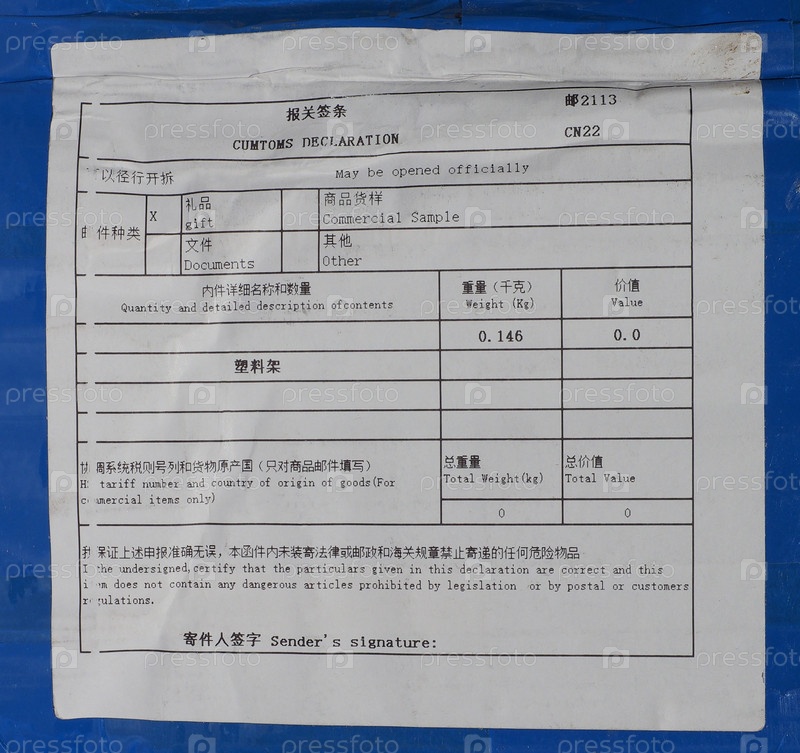 报关签条 邮2113
CUMTOMS DECLARATION CN22
以径行开拆 May be opened officially
件种类 X 礼品 商品货样
gift Commercial Sample
文件 其他
Documents Other
内件详细名称和数量 重量（千克） 价值
Quantity and detailed description ofcontents Weight (Kg) Value
0.146 0.0
塑料架
调系统税则号列和货物原产国（只对商品邮件填写） 总重量 总价值
tariff number and country of origin of goods(For Total Weight(kg) Total Value
mercial items only)
0 0
保证上述申报准确无误，本函件内未装寄法律或邮政和海关规章禁止寄递的任何危险物品
the undersigned,certify that the particulars given in this declaration are correct and this
m does not contain any dangerous articles prohibited by legislation or by postal or customers
ulations.
寄件人签字 Sender's signature:
pressfoto